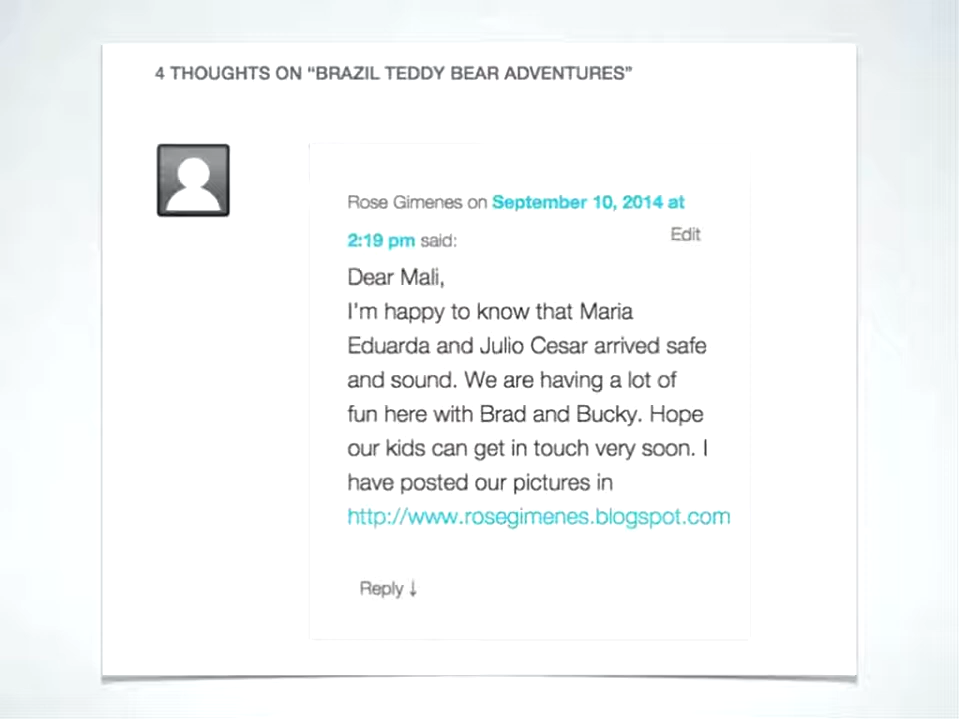 4 THOUGHTS ON “BRAZIL TEDDY BEAR ADVENTURES”
Rose Gimenes on September 10, 2014 at
2:19 pm said:
Edit
Dear Mali,
I'm happy to know that Maria
Eduarda and Julio Cesar arrived safe
and sound. We are having a lot of
fun here with Brad and Bucky. Hope
our kids can get in touch very soon. I
have posted our pictures in
http://www.rosegimenes.blogspot.com
Reply ↓